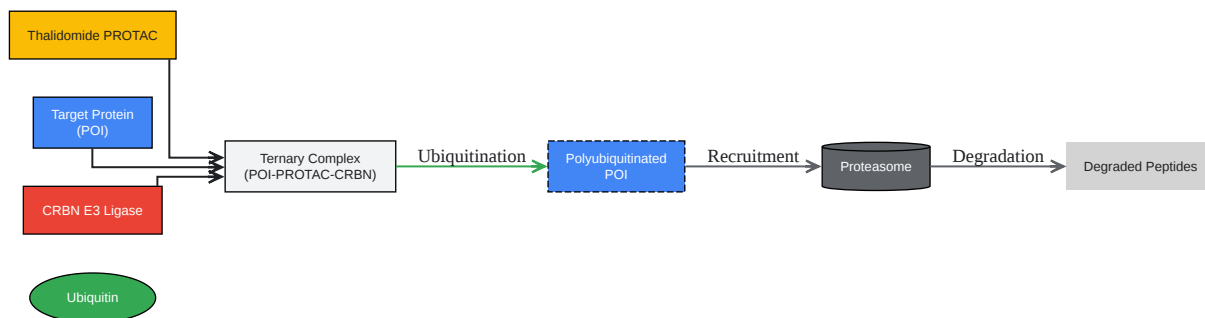 Thalidomide PROTAC
Target Protein
(POI)
CRBN E3 Ligase
Ubiquitin
Ternary Complex
(POI-PROTAC-CRBN)
Ubiquitination
Polyubiquitinated
POI
Recruitment
Proteasome
Degradation
Degraded Peptides